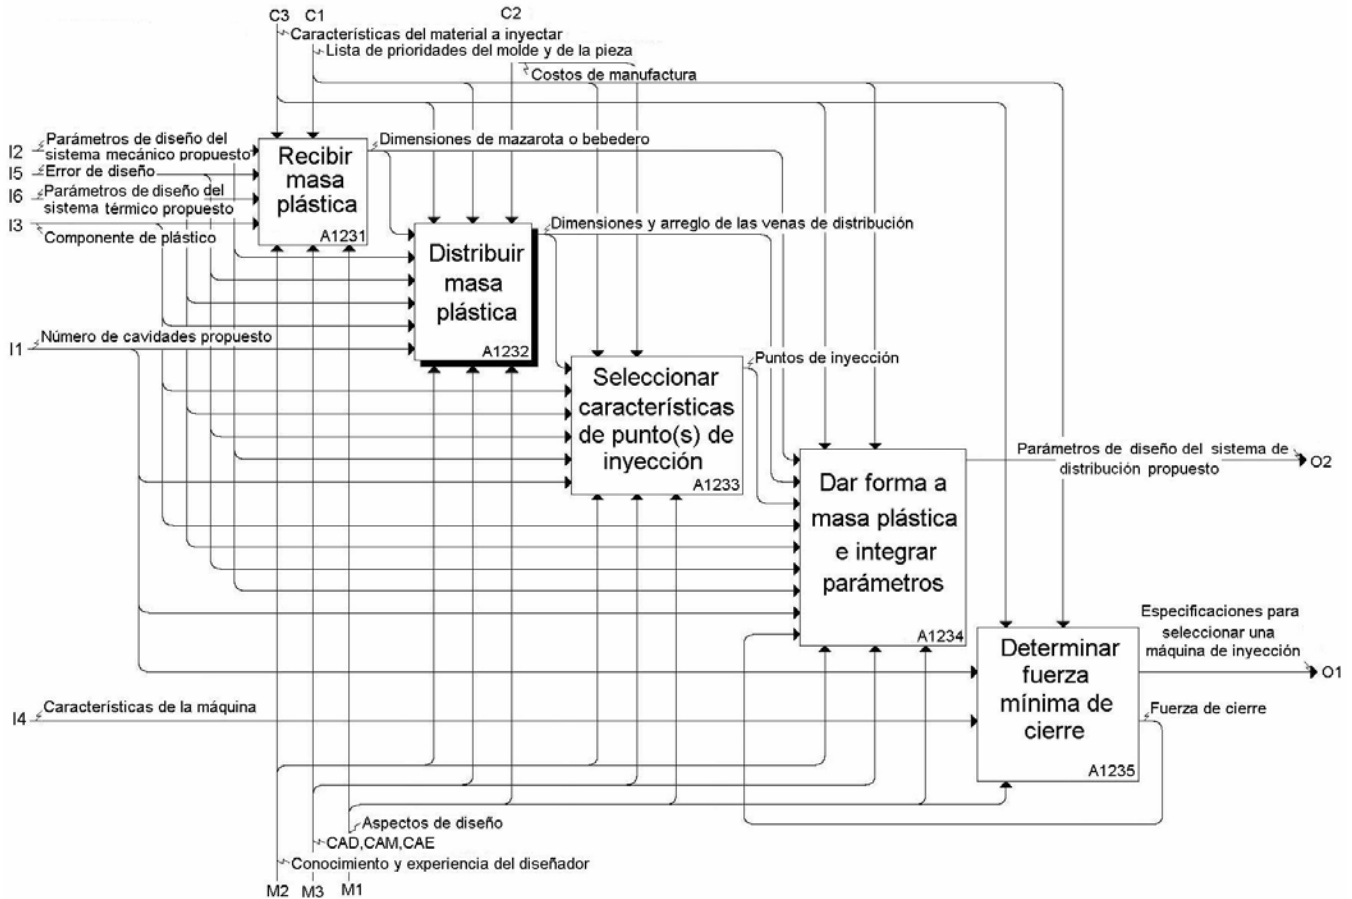 C3
C1
C2
Características del material a inyectar
Lista de prioridades del molde y de la pieza
Costos de manufactura
I2
Parámetros de diseño del
sistema mecánico propuesto
I5
Error de diseño
I6
Parámetros de diseño del
sistema térmico propuesto
I3
Componente de plástico
Recibir
masa
plástica
A1231
Dimensiones de mazarota o bebedero
Distribuir
masa
plástica
A1232
Dimensiones y arreglo de las venas de distribución
I1
Número de cavidades propuesto
Seleccionar
características
de punto(s) de
inyección
A1233
Puntos de inyección
Dar forma a
masa plástica
e integrar
parámetros
A1234
Parámetros de diseño del sistema de
distribución propuesto
O2
Determinar
fuerza
mínima de
cierre
A1235
Especificaciones para
seleccionar una
máquina de inyección
O1
Fuerza de cierre
I4
Características de la máquina
Aspectos de diseño
CAD,CAM,CAE
Conocimiento y experiencia del diseñador
M2
M3
M1